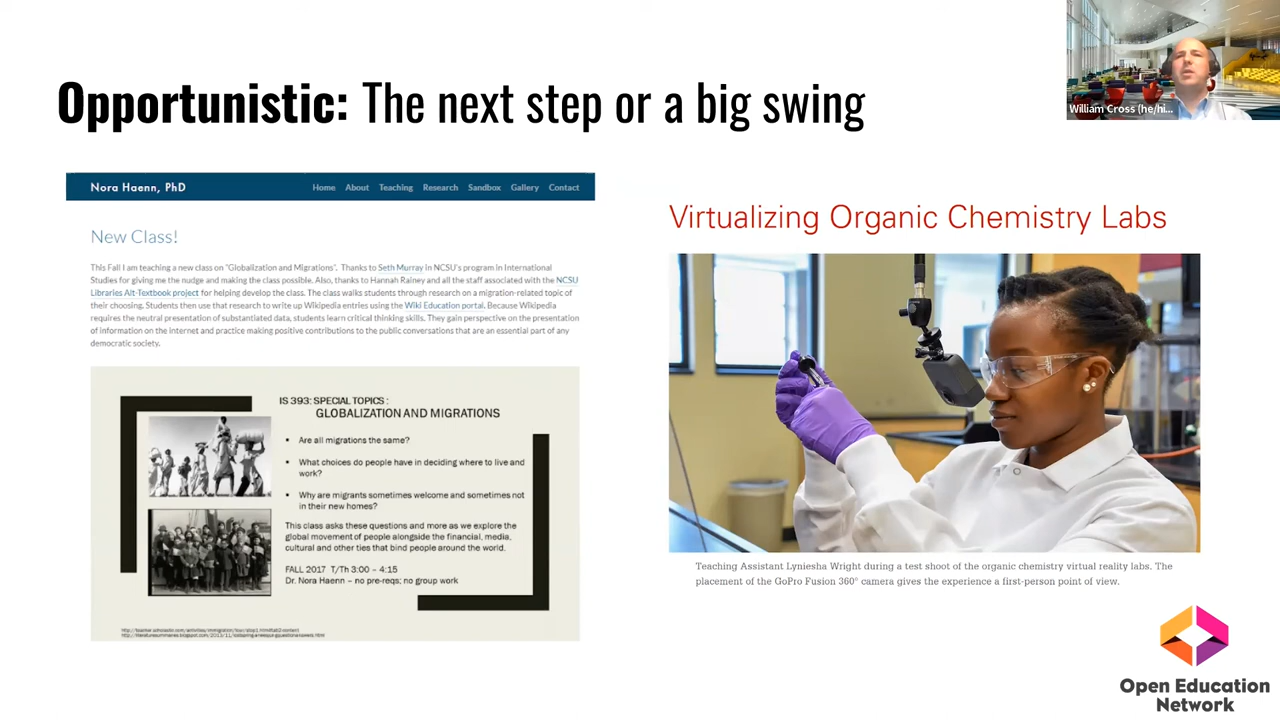 Opportunistic: The next step or a big swing
William Cross (he/hi...
Nora Haenn, PhD
Home About Teaching Research Sandbox Gallery Contact
New Class!
This Fall I am teaching a new class on "Globalization and Migrations". Thanks to Seth Murray in NCSU's program in International
Studies for giving me the nudge and making the class possible. Also, thanks to Hannah Rainey and all the staff associated with the NCSU
Libraries Alt-Textbook project for helping develop the class. The class walks students through research on a migration-related topic of
their choosing. Students then use that research to write up Wikipedia entries using the Wiki Education portal. Because Wikipedia
requires the neutral presentation of substantiated data, students learn critical thinking skills. They gain perspective on the presentation
of information on the internet and practice making positive contributions to the public conversations that are an essential part of any
democratic society.
IS 393: SPECIAL TOPICS :
GLOBALIZATION AND MIGRATIONS
• Are all migrations the same?
• What choices do people have in deciding where to live and
work?
• Why are migrants sometimes welcome and sometimes not
in their new homes?
This class asks these questions and more as we explore the
global movement of people alongside the financial, media,
cultural and other ties that bind people around the world.
FALL 2017 T/Th 3:00 – 4:15
Dr. Nora Haenn – no pre-reqs; no group work
Virtualizing Organic Chemistry Labs
Teaching Assistant Lyniesha Wright during a test shoot of the organic chemistry virtual reality labs. The
placement of the GoPro Fusion 360° camera gives the experience a first-person point of view.
Open Education
Network